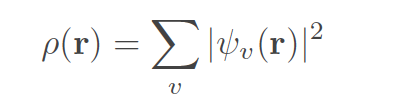 ρ(𝐫) = ∑_v |ψ_v(𝐫)|²